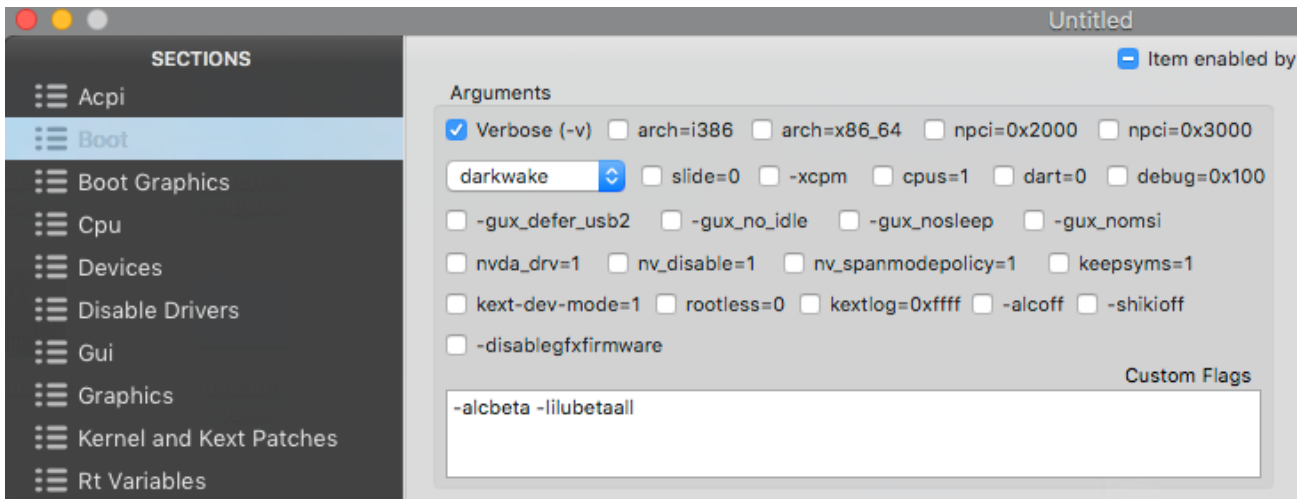 Untitled
SECTIONS
Acpi
Boot
Boot Graphics
Cpu
Devices
Disable Drivers
Gui
Graphics
Kernel and Kext Patches
Rt Variables
Item enabled by
Arguments
Verbose (-v) arch=i386 arch=x86_64 npci=0x2000 npci=0x3000
darkwake slide=0 -xcpm cpus=1 dart=0 debug=0x100
-gux_defer_usb2 -gux_no_idle -gux_nosleep -gux_nomsi
nvda_drv=1 nv_disable=1 nv_spanmodepolicy=1 keepsyms=1
kext-dev-mode=1 rootless=0 kextlog=0xffff -alcoff -shikioff
-disablegfxfirmware
Custom Flags
-alcbeta -lilubetaall